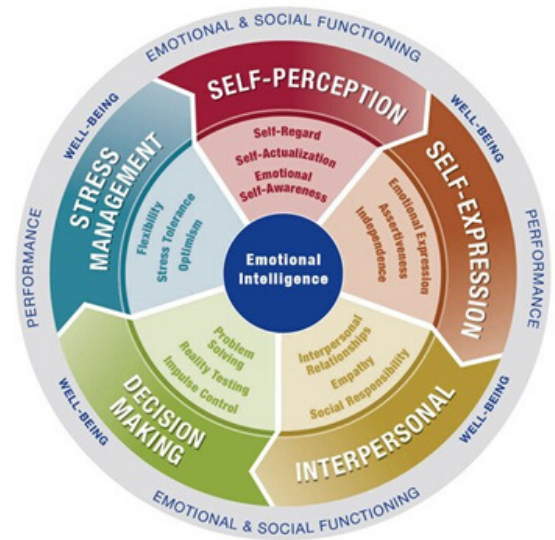 EMOTIONAL & SOCIAL FUNCTIONING
WELL-BEING
WELL-BEING
PERFORMANCE
PERFORMANCE
SELF-PERCEPTION
Self-Regard
Self-Actualization
Emotional
Self-Awareness
SELF-EXPRESSION
Emotional Expression
Assertiveness
Independence
INTERPERSONAL
Interpersonal
Relationships
Empathy
Social Responsibility
DECISION
MAKING
Problem
Solving
Reality Testing
Impulse Control
STRESS
MANAGEMENT
Flexibility
Stress Tolerance
Optimism
Emotional
Intelligence
WELL-BEING
WELL-BEING
EMOTIONAL & SOCIAL FUNCTIONING